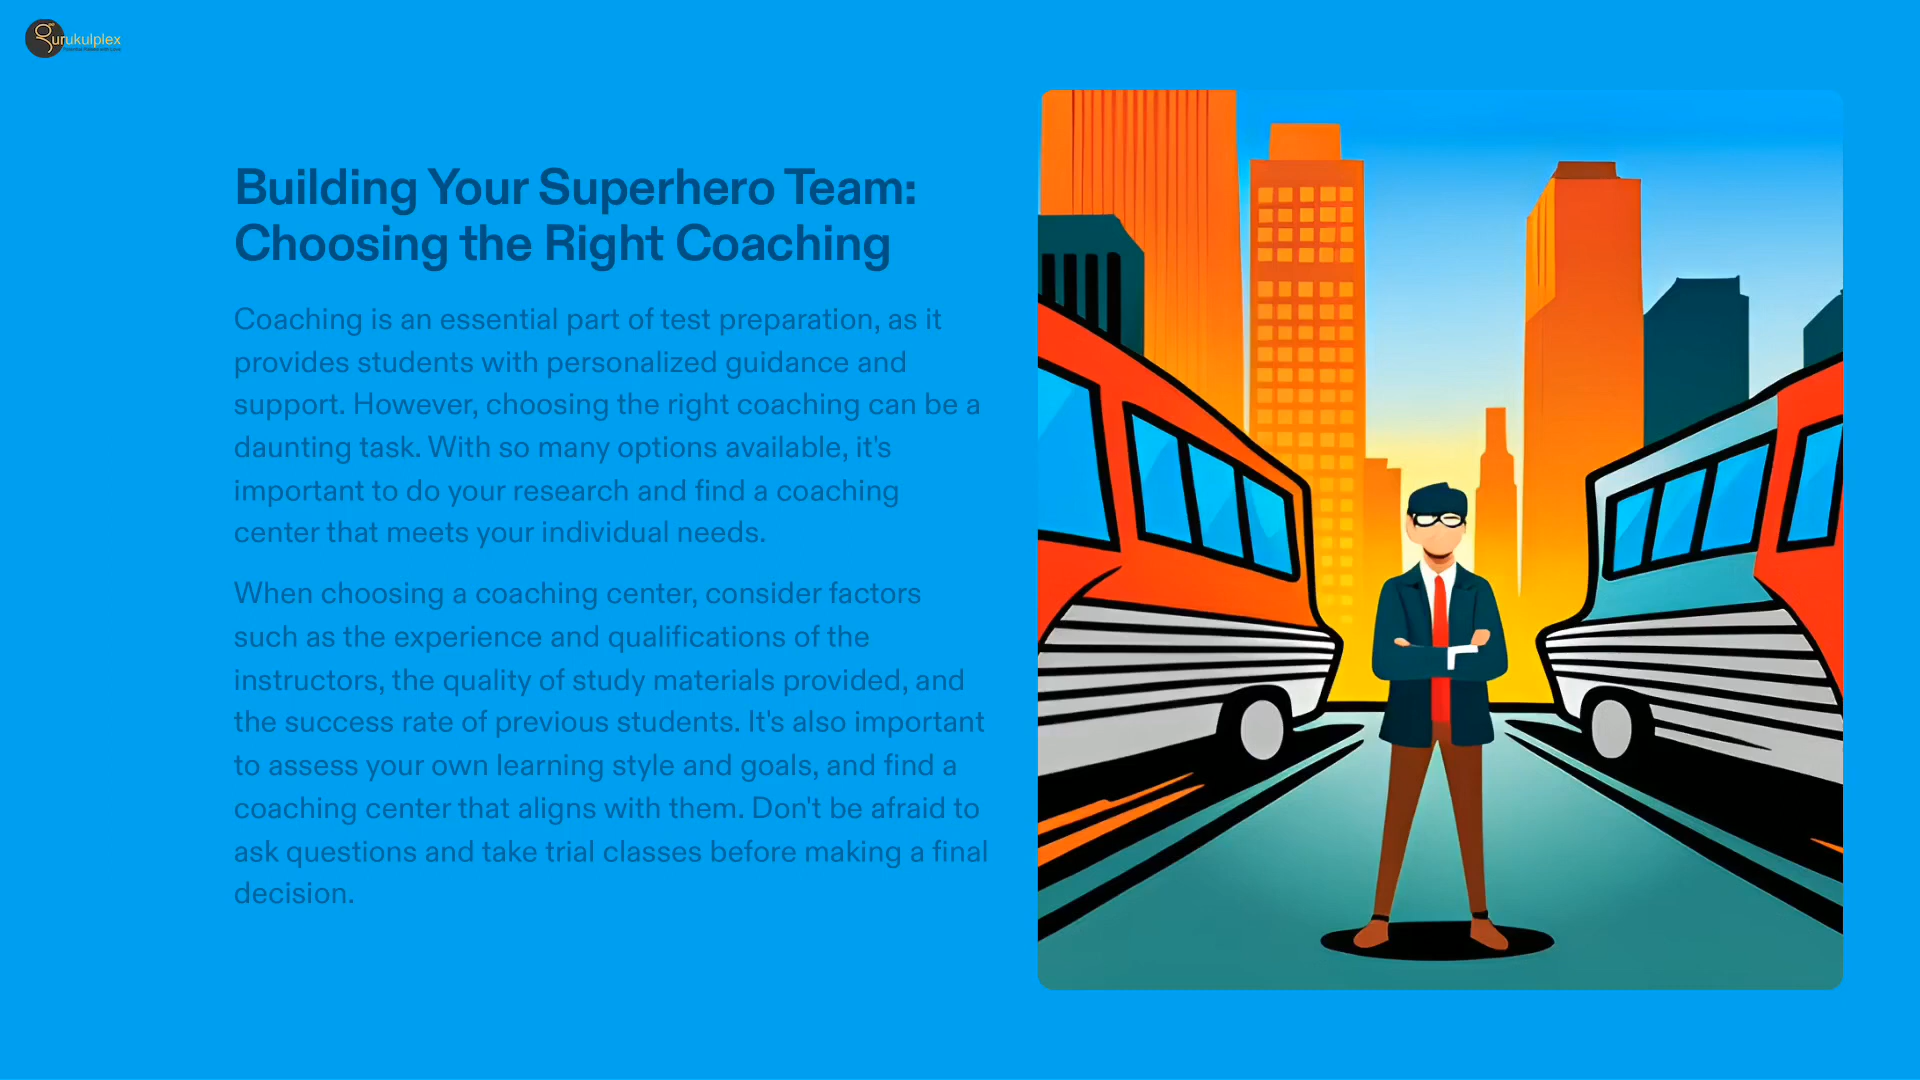 gurukulplex
Building Your Superhero Team:
Choosing the Right Coaching
Coaching is an essential part of test preparation, as it
provides students with personalized guidance and
support. However, choosing the right coaching can be a
daunting task. With so many options available, it's
important to do your research and find a coaching
center that meets your individual needs.
When choosing a coaching center, consider factors
such as the experience and qualifications of the
instructors, the quality of study materials provided, and
the success rate of previous students. It's also important
to assess your own learning style and goals, and find a
coaching center that aligns with them. Don't be afraid to
ask questions and take trial classes before making a final
decision.